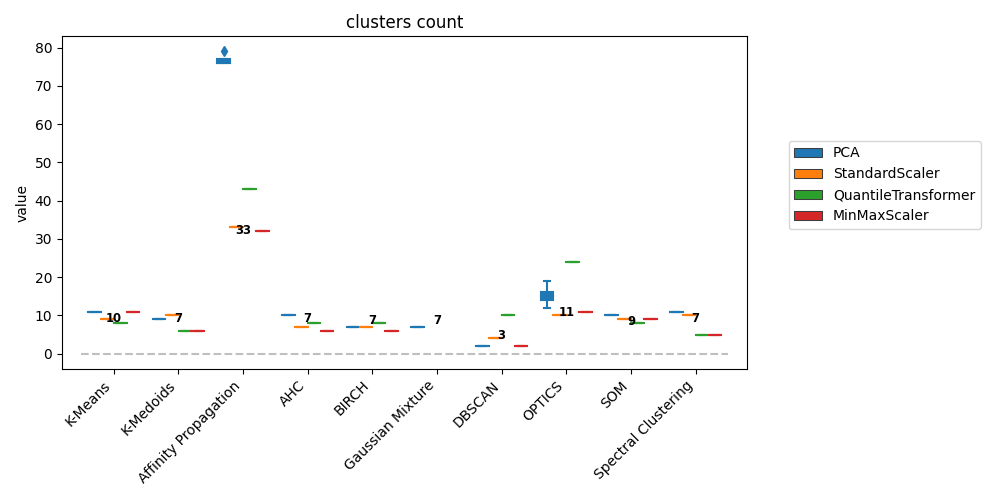 clusters count
80
70
60
50
40
30
20
10
0
value
10
7
33
7
7
7
3
11
9
7
K-Means
K-Medoids
Affinity Propagation
AHC
BIRCH
Gaussian Mixture
DBSCAN
OPTICS
SOM
Spectral Clustering
PCA
StandardScaler
QuantileTransformer
MinMaxScaler